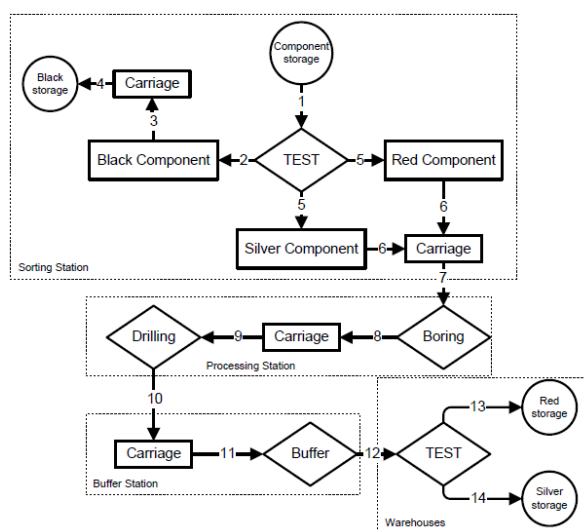 Component
storage
Black
storage
4
Carriage
1
3
Black Component
2
TEST
5
Red Component
5
6
Silver Component
6
Carriage
Sorting Station
7
Drilling
9
Carriage
8
Boring
Processing Station
10
13
Red
storage
Carriage
11
Buffer
12
TEST
Buffer Station
14
Silver
storage
Warehouses